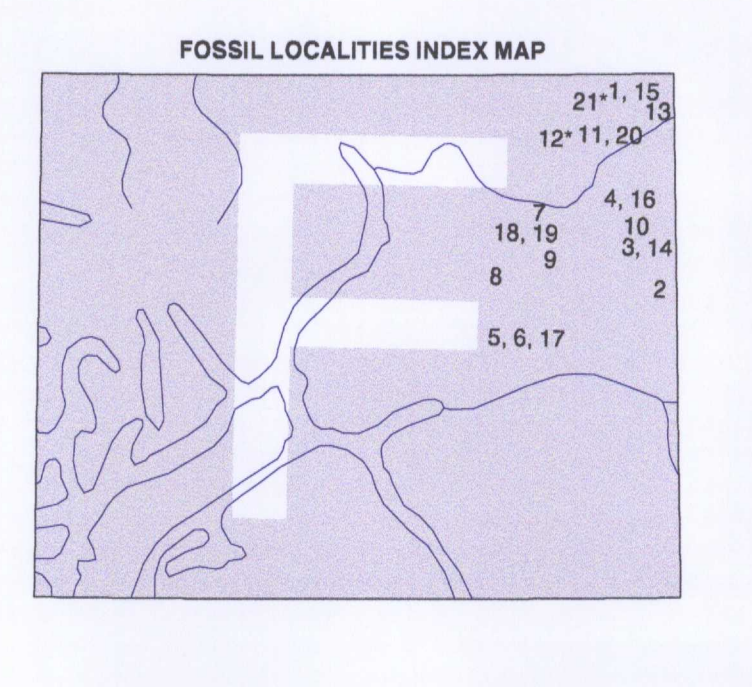 FOSSIL LOCALITIES INDEX MAP
21* 1, 15
13
12* 11, 20
4, 16
7
10
18, 19
3, 14
9
8
2
5, 6, 17
F